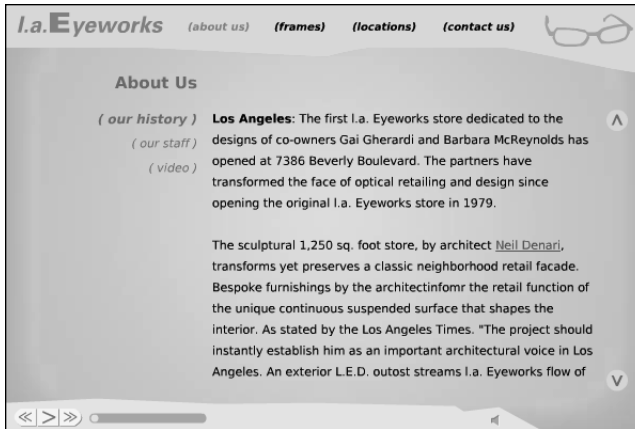 l.a.Eyeworks (about us) (frames) (locations) (contact us)
About Us
( our history )
( our staff )
( video )
Los Angeles: The first l.a. Eyeworks store dedicated to the
designs of co-owners Gai Gherardi and Barbara McReynolds has
opened at 7386 Beverly Boulevard. The partners have
transformed the face of optical retailing and design since
opening the original l.a. Eyeworks store in 1979.
The sculptural 1,250 sq. foot store, by architect Neil Denari,
transforms yet preserves a classic neighborhood retail facade.
Bespoke furnishings by the architectinfomr the retail function of
the unique continuous suspended surface that shapes the
interior. As stated by the Los Angeles Times. "The project should
instantly establish him as an important architectural voice in Los
Angeles. An exterior L.E.D. outost streams l.a. Eyeworks flow of